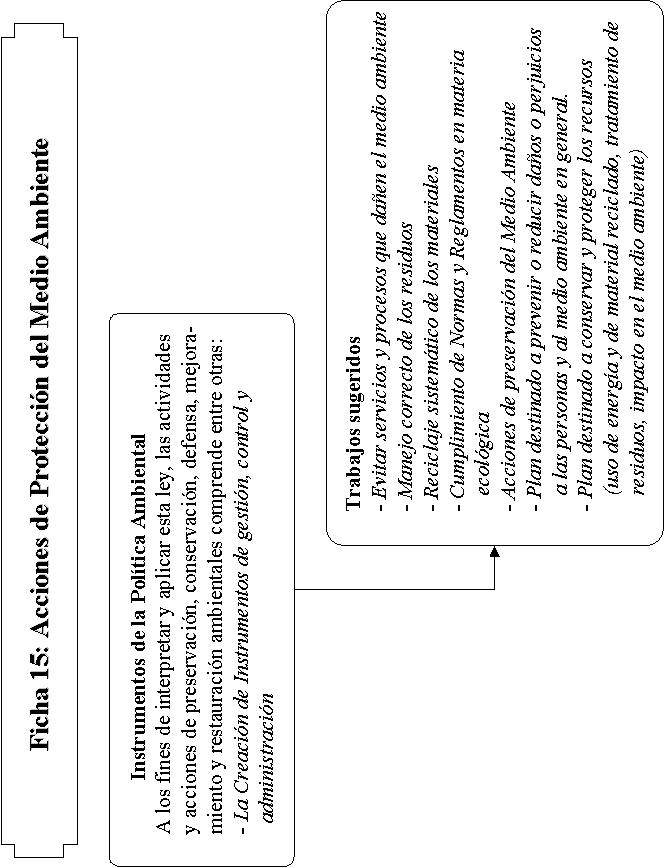 Ficha 15: Acciones de Protección del Medio Ambiente
Instrumentos de la Política Ambiental
A los fines de interpretar y aplicar esta ley, las actividades
y acciones de preservación, conservación, defensa, mejora-
miento y restauración ambientales comprende entre otras:
- La Creación de Instrumentos de gestión, control y
administración
Trabajos sugeridos
- Evitar servicios y procesos que dañen el medio ambiente
- Manejo correcto de los residuos
- Reciclaje sistemático de los materiales
- Cumplimiento de Normas y Reglamentos en materia
ecológica
- Acciones de preservación del Medio Ambiente
- Plan destinado a prevenir o reducir daños o perjuicios
a las personas y al medio ambiente en general.
- Plan destinado a conservar y proteger los recursos
(uso de energía y de material reciclado, tratamiento de
residuos, impacto en el medio ambiente)